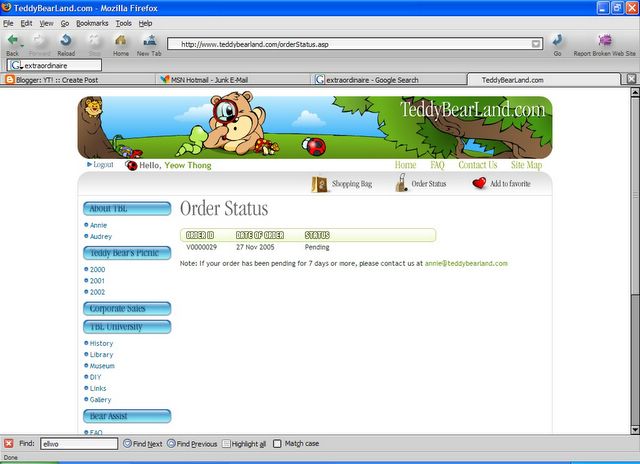 TeddyBearLand.com - Mozilla Firefox
File Edit View Go Bookmarks Tools Help
Back Forward Reload Stop Home New Tab http://www.teddybearland.com/orderStatus.asp Go Report Broken Web Site
extraordinaire
Blogger: YT! :: Create Post MSN Hotmail - Junk E-Mail extraordinaire - Google Search TeddyBearLand.com
TeddyBearLand.com
Logout Hello, Yeow Thong Home FAQ Contact Us Site Map
Shopping Bag Order Status Add to favorite
About TBL
Annie
Audrey
Teddy Bear's Picnic
2000
2001
2002
Corporate Sales
TBL University
History
Library
Museum
DIY
Links
Gallery
Bear Assist
FAQ
Order Status
ORDER ID DATE OF ORDER STATUS
V0000029 27 Nov 2005 Pending
Note: If your order has been pending for 7 days or more, please contact us at annie@teddybearland.com
Find: ellwo Find Next Find Previous Highlight all Match case
Done